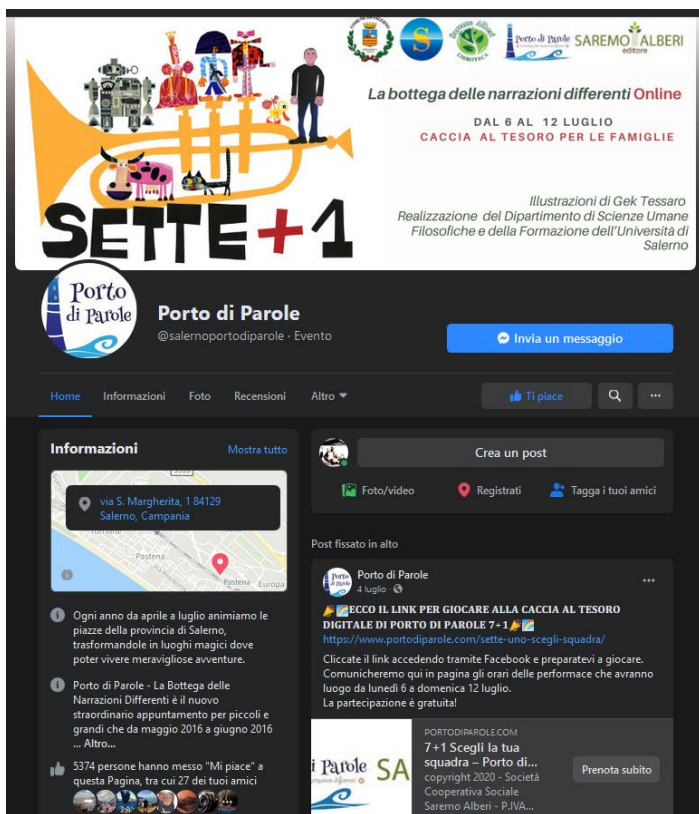 Porto di Parole
SAREMO ALBERI
editore
La bottega delle narrazioni differenti Online
DAL 6 AL 12 LUGLIO
CACCIA AL TESORO PER LE FAMIGLIE
SETTE+1
Illustrazioni di Gek Tessaro
Realizzazione del Dipartimento di Scienze Umane
Filosofiche e della Formazione dell'Università di
Salerno
Porto
di Parole
Porto di Parole
@salernoportodiparole · Evento
Invia un messaggio
Home
Informazioni
Foto
Recensioni
Altro
Ti piace
Informazioni
Mostra tutto
via S. Margherita, 1 84129
Salerno, Campania
Pastena
Pastena
Europa
Ogni anno da aprile a luglio animiamo le
piazze della provincia di Salerno,
trasformandole in luoghi magici dove
poter vivere meravigliose avventure.
Porto di Parole - La Bottega delle
Narrazioni Differenti è il nuovo
straordinario appuntamento per piccoli e
grandi che da maggio 2016 a giugno 2016
... Altro...
5374 persone hanno messo "Mi piace" a
questa Pagina, tra cui 27 dei tuoi amici
Crea un post
Foto/video
Registrati
Tagga i tuoi amici
Post fissato in alto
Porto di Parole
4 luglio ·
ECCO IL LINK PER GIOCARE ALLA CACCIA AL TESORO
DIGITALE DI PORTO DI PAROLE 7+1
https://www.portodiparole.com/sette-uno-scegli-squadra/
Cliccate il link accedendo tramite Facebook e preparatevi a giocare.
Comunicheremo qui in pagina gli orari delle performace che avranno
luogo da lunedì 6 a domenica 12 luglio.
La partecipazione è gratuita!
i Parole SA
PORTODIPAROLE.COM
7+1 Scegli la tua
squadra – Porto di...
copyright 2020 - Società
Cooperativa Sociale
Saremo Alberi - P.IVA...
Prenota subito